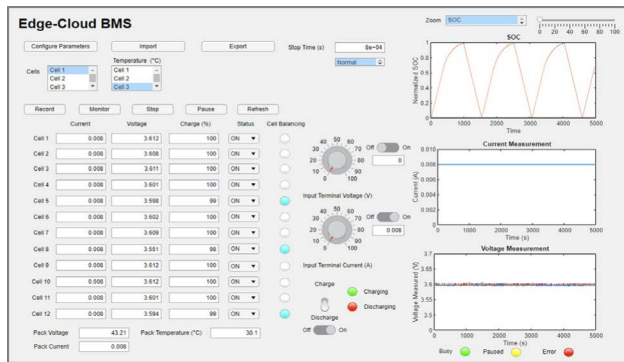 Edge-Cloud BMS
Zoom SOC
0 20 40 60 80 100
Configure Parameters Import Export Stop Time (s) 8e+04
Normal
Cells Cell 1 Cell 2 Cell 3
Temperature (°C) Cell 1 Cell 2 Cell 3
Record Monitor Stop Pause Refresh
Current Voltage Charge (%) Status Cell Balancing
Cell 1 0.008 3.612 100 ON
Cell 2 0.008 3.608 100 ON
Cell 3 0.008 3.611 100 ON
Cell 4 0.008 3.601 100 ON
Cell 5 0.008 3.598 99 ON
Cell 6 0.008 3.602 100 ON
Cell 7 0.008 3.609 100 ON
Cell 8 0.008 3.581 98 ON
Cell 9 0.008 3.612 100 ON
Cell 10 0.008 3.612 100 ON
Cell 11 0.008 3.601 100 ON
Cell 12 0.008 3.594 99 ON
Pack Voltage 43.21 Pack Temperature (°C) 30.1
Pack Current 0.008
0 10 20 30 40 50 60 70 80 90 100
Off On
0
Input Terminal Voltage (V)
0 10 20 30 40 50 60 70 80 90 100
Off On
0.008
Input Terminal Current (A)
Charge
Discharge
Charging
Discharging
Off On
SOC
Normalized SOC
0 0.2 0.4 0.6 0.8 1
0 1000 2000 3000 4000 5000
Time
Current Measurement
Current (A)
0.000 0.002 0.004 0.006 0.008 0.010
0 1000 2000 3000 4000 5000
Time (s)
Voltage Measurement
Voltage Measured (V)
3.5 3.55 3.6 3.65 3.7
0 1000 2000 3000 4000 5000
Time (s)
Busy Paused Error